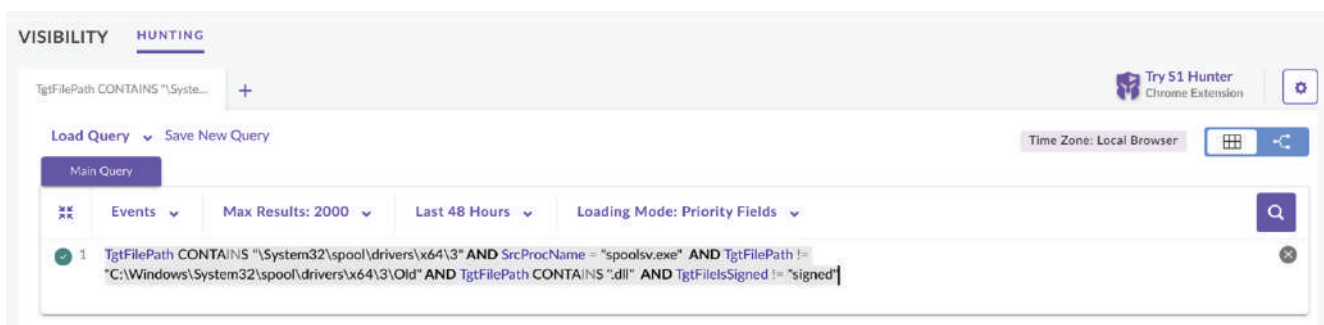 VISIBILITY HUNTING
TgtFilePath CONTAINS "\Syste... +
Try S1 Hunter
Chrome Extension
Load Query Save New Query
Time Zone: Local Browser
Main Query
Events Max Results: 2000 Last 48 Hours Loading Mode: Priority Fields
1 TgtFilePath CONTAINS "\System32\spool\drivers\x64\3" AND SrcProcName = "spoolsv.exe" AND TgtFilePath !=
"C:\Windows\System32\spool\drivers\x64\3\Old" AND TgtFilePath CONTAINS ".dll" AND TgtFileIsSigned != "signed"